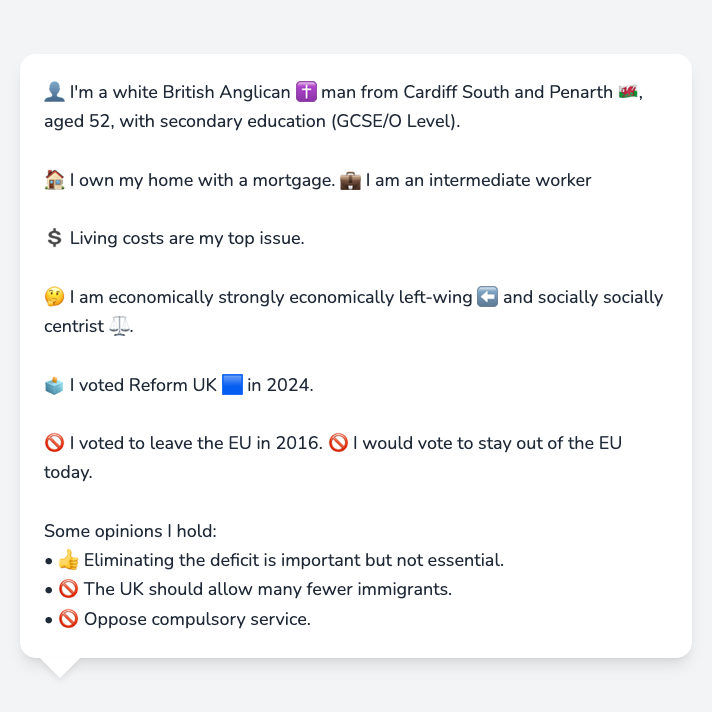 👤 I'm a white British Anglican ✝️ man from Cardiff South and Penarth 🏴󠁧󠁢󠁷󠁬󠁳󠁿,
aged 52, with secondary education (GCSE/O Level).
🏠 I own my home with a mortgage. 💼 I am an intermediate worker
💲 Living costs are my top issue.
🤔 I am economically strongly economically left-wing ⬅️ and socially socially
centrist ⚖️.
🗳️ I voted Reform UK 🟦 in 2024.
🚫 I voted to leave the EU in 2016. 🚫 I would vote to stay out of the EU
today.
Some opinions I hold:
• 👍 Eliminating the deficit is important but not essential.
• 🚫 The UK should allow many fewer immigrants.
• 🚫 Oppose compulsory service.